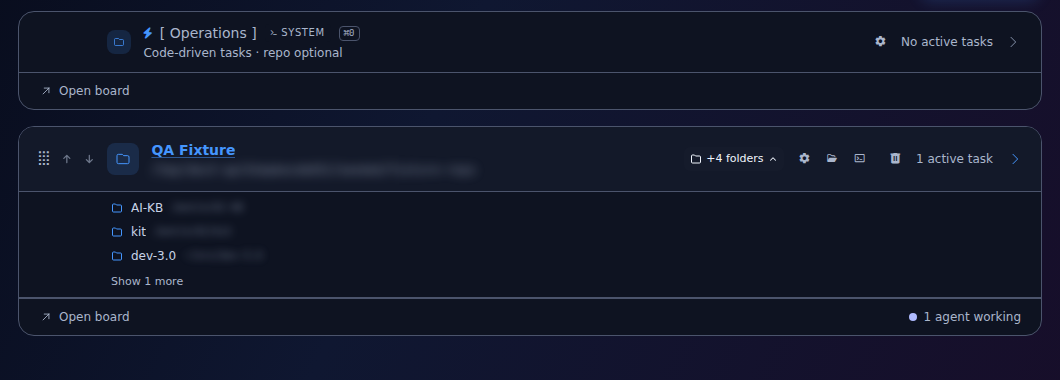 [ Operations ] SYSTEM ⌘0
Code-driven tasks · repo optional
No active tasks
Open board
QA Fixture
+4 folders
1 active task
AI-KB
kit
dev-3.0
Show 1 more
Open board
1 agent working